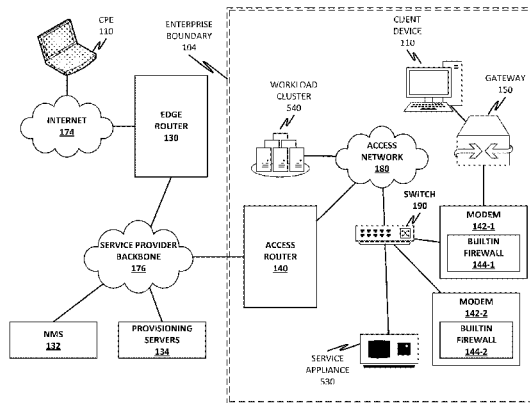 CPE
110
ENTERPRISE
BOUNDARY
104
CLIENT
DEVICE
110
GATEWAY
150
WORKLOAD
CLUSTER
540
INTERNET
174
EDGE
ROUTER
130
ACCESS
NETWORK
180
SWITCH
190
MODEM
142-1
BUILTIN
FIREWALL
144-1
SERVICE PROVIDER
BACKBONE
176
ACCESS
ROUTER
140
MODEM
142-2
BUILTIN
FIREWALL
144-2
NMS
132
PROVISIONING
SERVERS
134
SERVICE
APPLIANCE
530